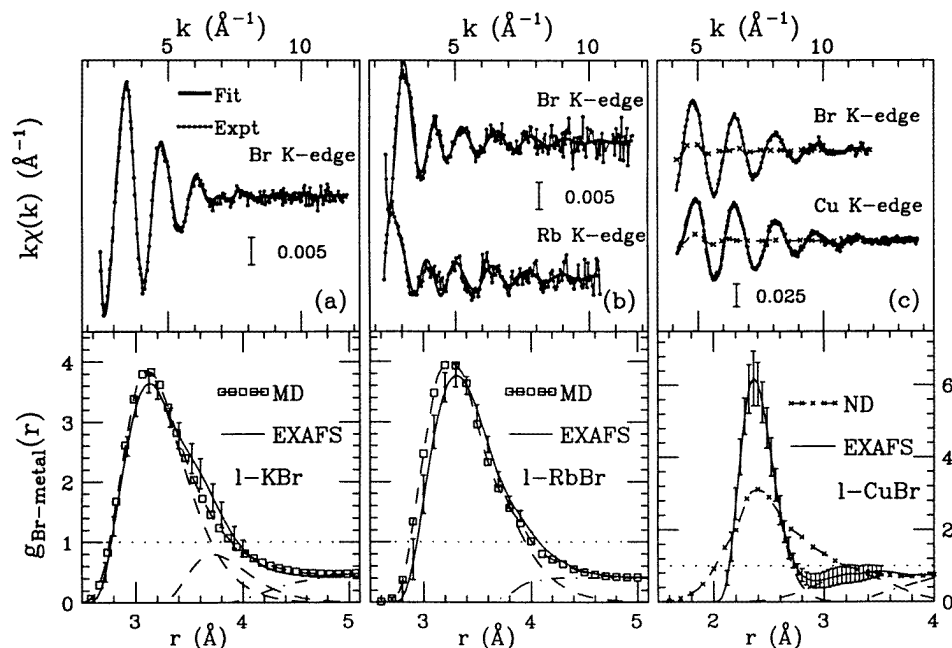 k (Å⁻¹) k (Å⁻¹) k (Å⁻¹)
5 10 5 10 5 10
kχ(k) (Å⁻¹)
Fit
Expt
Br K-edge
0.005
(a)
Br K-edge
0.005
Rb K-edge
(b)
Br K-edge
Cu K-edge
0.025
(c)
g_Br-metal(r)
4
3
2
1
0
MD
EXAFS
l-KBr
MD
EXAFS
l-RbBr
ND
EXAFS
l-CuBr
6
4
2
0
3 4 5 3 4 5 2 3 4
r (Å) r (Å) r (Å)